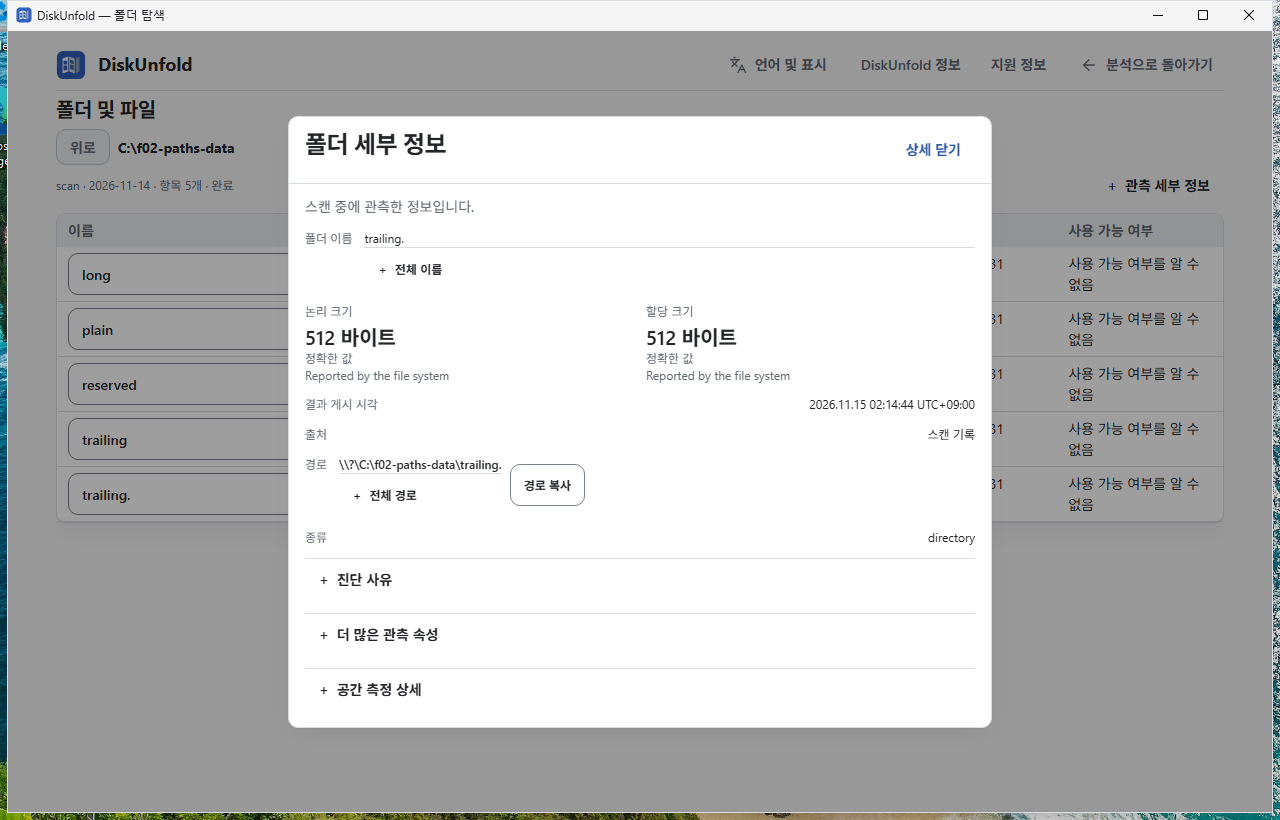 DiskUnfold — 폴더 탐색
DiskUnfold
언어 및 표시
DiskUnfold 정보
지원 정보
← 분석으로 돌아가기
폴더 및 파일
위로
C:\f02-paths-data
scan · 2026-11-14 · 항목 5개 · 완료
+ 관측 세부 정보
이름
사용 가능 여부
long
31
사용 가능 여부를 알 수
없음
plain
31
사용 가능 여부를 알 수
없음
reserved
31
사용 가능 여부를 알 수
없음
trailing
31
사용 가능 여부를 알 수
없음
trailing.
31
사용 가능 여부를 알 수
없음
폴더 세부 정보
상세 닫기
스캔 중에 관측한 정보입니다.
폴더 이름 trailing.
+ 전체 이름
논리 크기
512 바이트
정확한 값
Reported by the file system
할당 크기
512 바이트
정확한 값
Reported by the file system
결과 게시 시각 2026.11.15 02:14:44 UTC+09:00
출처 스캔 기록
경로 \\?\C:\f02-paths-data\trailing.
+ 전체 경로
경로 복사
종류 directory
+ 진단 사유
+ 더 많은 관측 속성
+ 공간 측정 상세